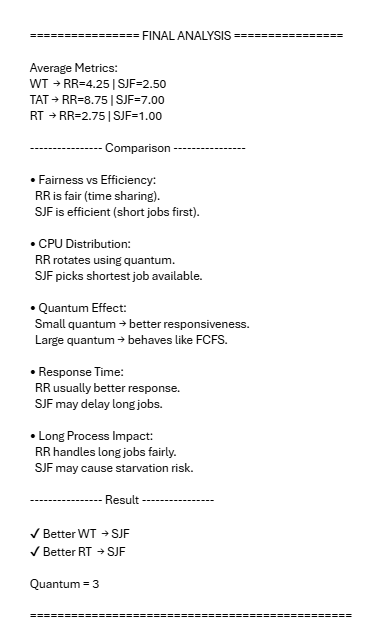 ================ FINAL ANALYSIS ================
Average Metrics:
WT → RR=4.25 | SJF=2.50
TAT → RR=8.75 | SJF=7.00
RT → RR=2.75 | SJF=1.00
---------------- Comparison ----------------
• Fairness vs Efficiency:
RR is fair (time sharing).
SJF is efficient (short jobs first).
• CPU Distribution:
RR rotates using quantum.
SJF picks shortest job available.
• Quantum Effect:
Small quantum → better responsiveness.
Large quantum → behaves like FCFS.
• Response Time:
RR usually better response.
SJF may delay long jobs.
• Long Process Impact:
RR handles long jobs fairly.
SJF may cause starvation risk.
---------------- Result ----------------
✓ Better WT → SJF
✓ Better RT → SJF
Quantum = 3
===============================================